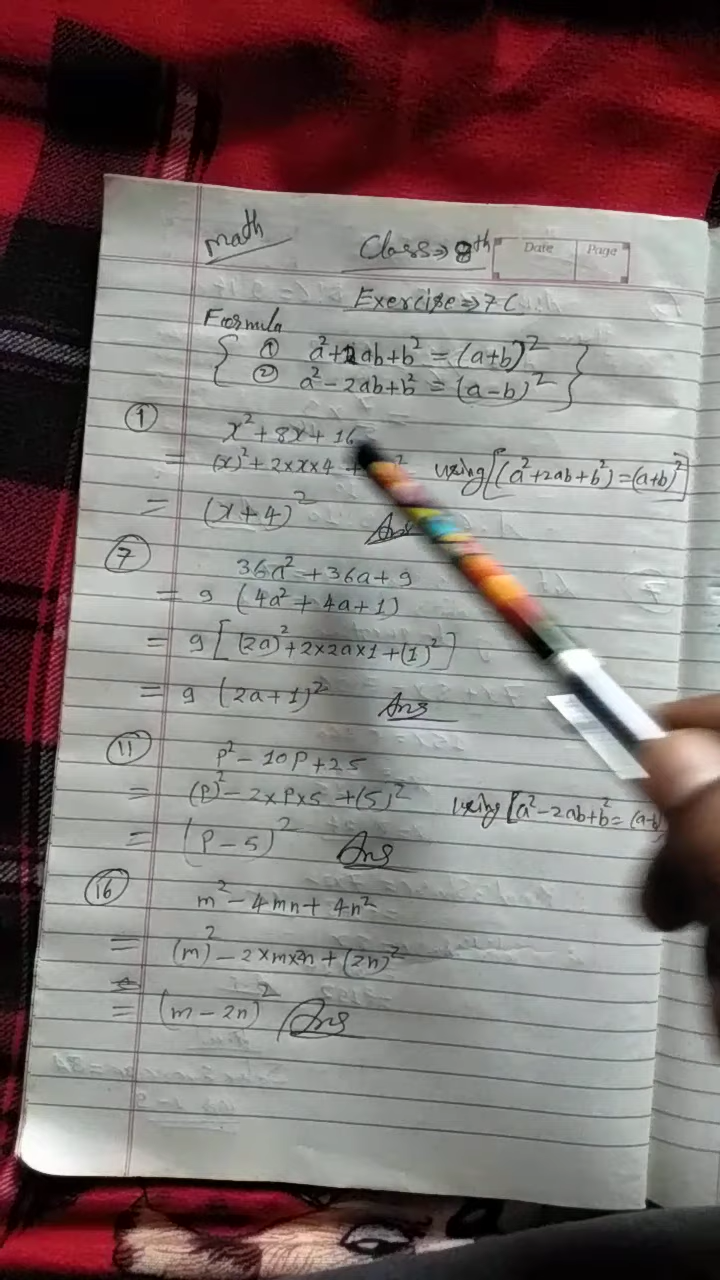 math Class⇒ 8th Date Page
Exercise⇒7C
Formula
① a²+2ab+b² = (a+b)²
② a²-2ab+b² = (a-b)²
① x²+8x+16
= (x)²+2×x×4 + ² using [(a²+2ab+b²)=(a+b)²]
= (x+4)² Ans
⑦ 36a²+36a+9
= 9 (4a²+4a+1)
= 9 [(2a)²+2×2a×1+(1)²]
= 9 (2a+1)² Ans
⑪ p²-10p+25
= (p)²-2×p×5+(5)² using [a²-2ab+b²= (a-b)
= (p-5)² Ans
⑯ m²-4mn+4n²
= (m)²-2×m×2n+(2n)²
= (m-2n)² Ans